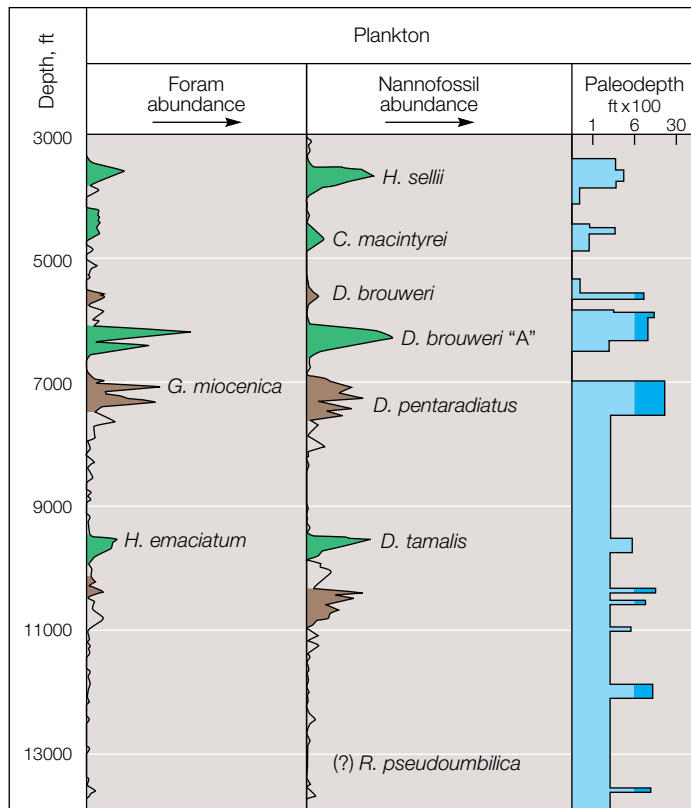 Depth, ft
Plankton
Foram
abundance
Nannofossil
abundance
Paleodepth
ft x 100
1 6 30
3000
5000
7000
9000
11000
13000
H. sellii
C. macintyrei
D. brouweri
D. brouweri “A”
G. miocenica
D. pentaradiatus
H. emaciatum
D. tamalis
(?) R. pseudoumbilica